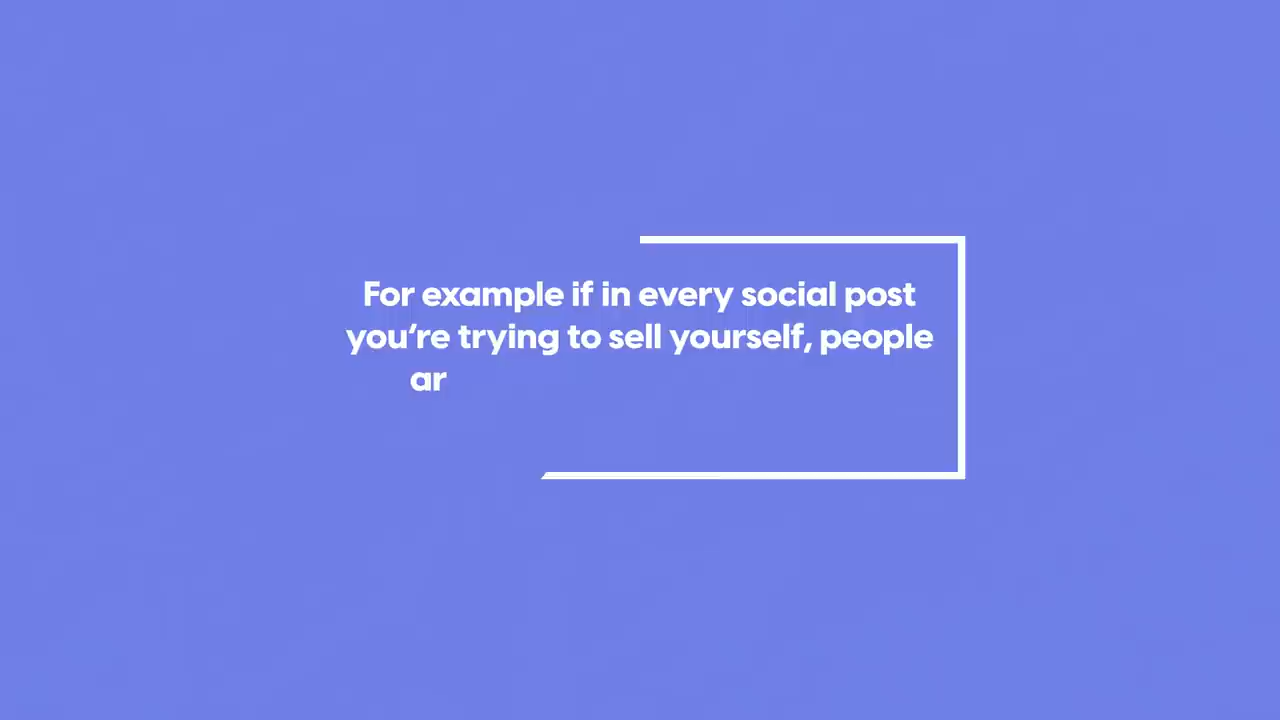 For example if in every social post
you’re trying to sell yourself, people
ar